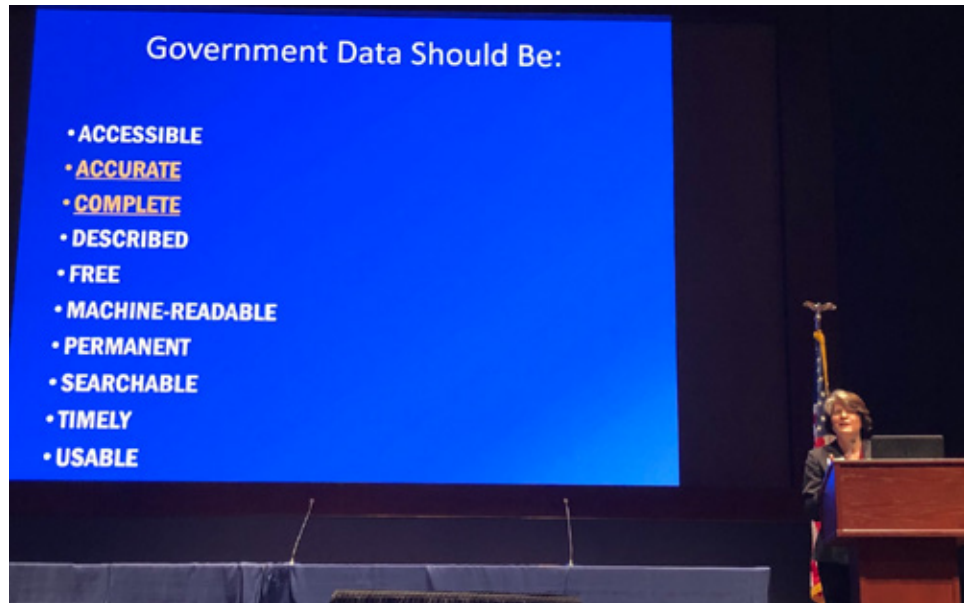 Government Data Should Be:
• ACCESSIBLE
• ACCURATE
• COMPLETE
• DESCRIBED
• FREE
• MACHINE-READABLE
• PERMANENT
• SEARCHABLE
• TIMELY
• USABLE